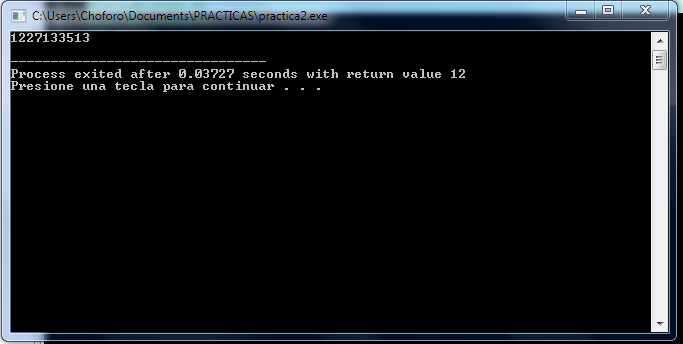 C:\Users\Choforo\Documents\PRACTICAS\practica2.exe
1227133513
--------------------------------
Process exited after 0.03727 seconds with return value 12
Presione una tecla para continuar . . .